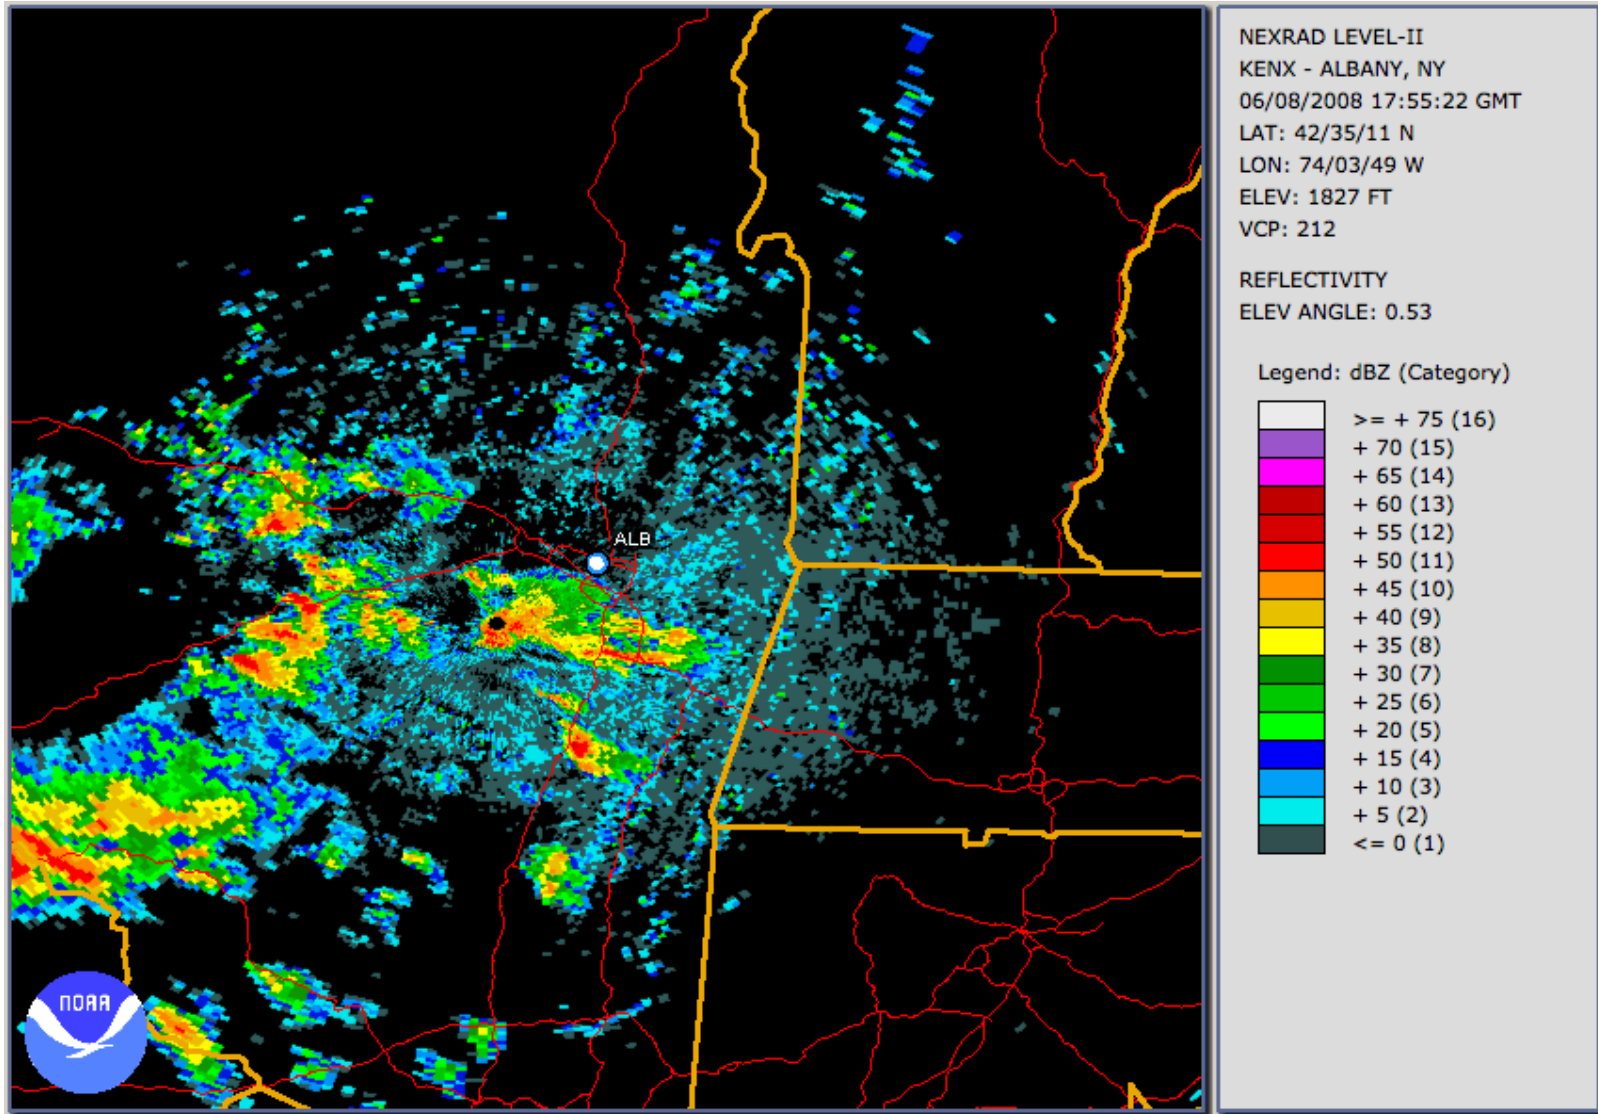 NEXRAD LEVEL-II
KENX - ALBANY, NY
06/08/2008 17:55:22 GMT
LAT: 42/35/11 N
LON: 74/03/49 W
ELEV: 1827 FT
VCP: 212
REFLECTIVITY
ELEV ANGLE: 0.53
Legend: dBZ (Category)
>= + 75 (16)
+ 70 (15)
+ 65 (14)
+ 60 (13)
+ 55 (12)
+ 50 (11)
+ 45 (10)
+ 40 (9)
+ 35 (8)
+ 30 (7)
+ 25 (6)
+ 20 (5)
+ 15 (4)
+ 10 (3)
+ 5 (2)
<= 0 (1)
ALB
NOAA